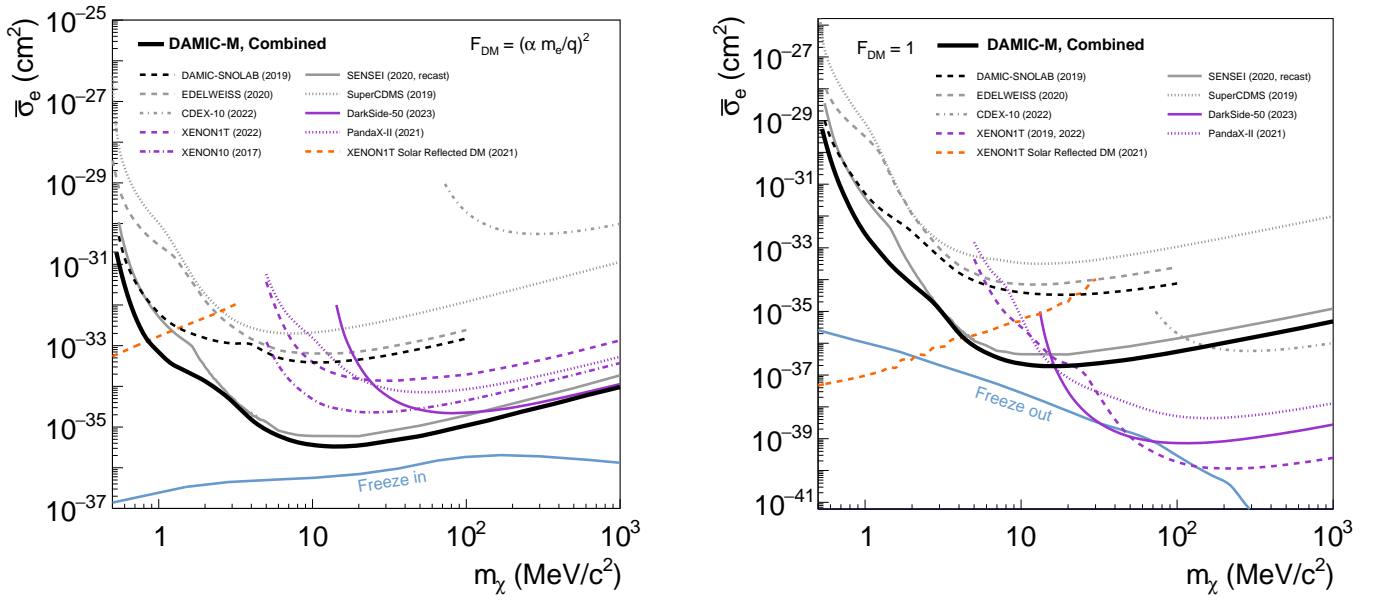 σ̅e (cm²)
10⁻²⁵
10⁻²⁷
10⁻²⁹
10⁻³¹
10⁻³³
10⁻³⁵
10⁻³⁷
DAMIC-M, Combined
F_DM = (α mₑ/q)²
DAMIC-SNOLAB (2019)
EDELWEISS (2020)
CDEX-10 (2022)
XENON1T (2022)
XENON10 (2017)
SENSEI (2020, recast)
SuperCDMS (2019)
DarkSide-50 (2023)
PandaX-II (2021)
XENON1T Solar Reflected DM (2021)
Freeze in
1 10 10² 10³
m_χ (MeV/c²)
σ̅e (cm²)
10⁻²⁷
10⁻²⁹
10⁻³¹
10⁻³³
10⁻³⁵
10⁻³⁷
10⁻³⁹
10⁻⁴¹
F_DM = 1
DAMIC-M, Combined
DAMIC-SNOLAB (2019)
EDELWEISS (2020)
CDEX-10 (2022)
XENON1T (2019, 2022)
XENON1T Solar Reflected DM (2021)
SENSEI (2020, recast)
SuperCDMS (2019)
DarkSide-50 (2023)
PandaX-II (2021)
Freeze out
1 10 10² 10³
m_χ (MeV/c²)